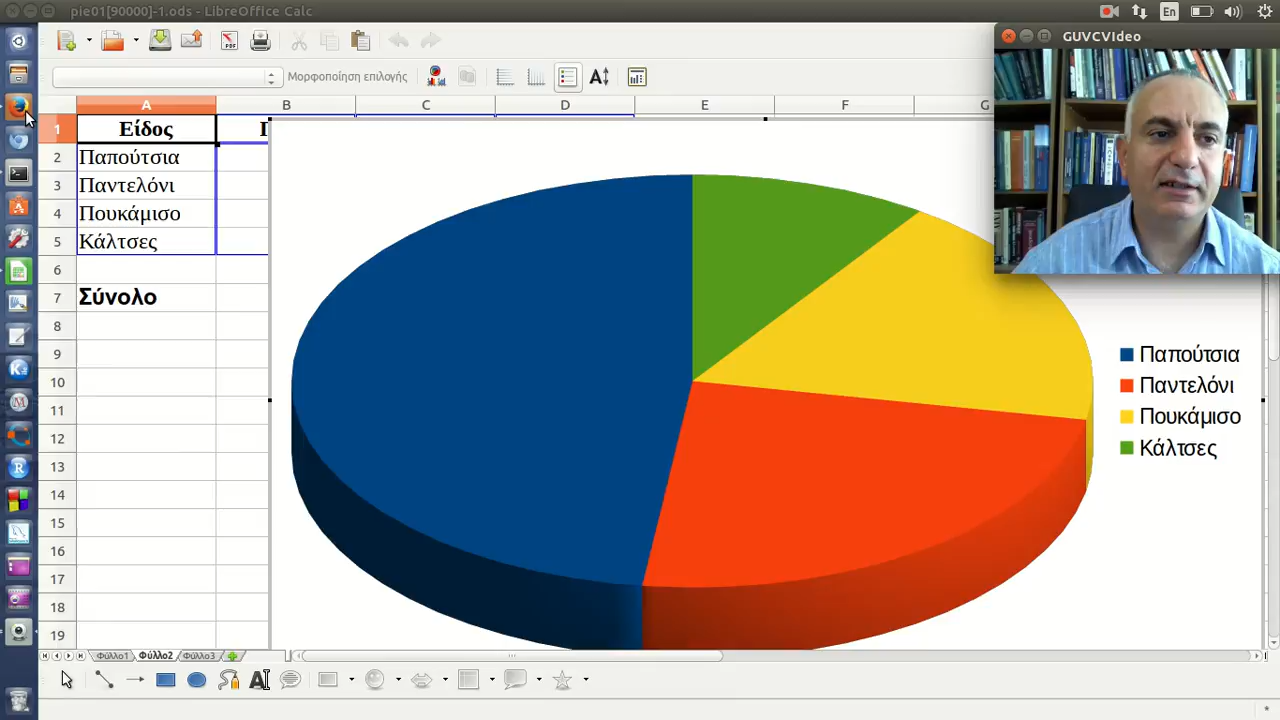 pie01[90000]-1.ods - LibreOffice Calc
En
GUVCVIdeo
Μορφοποίηση επιλογής
A B C D E F G
1 Είδος
2 Παπούτσια
3 Παντελόνι
4 Πουκάμισο
5 Κάλτσες
6
7 Σύνολο
8
9
10
11
12
13
14
15
16
17
18
19
Παπούτσια
Παντελόνι
Πουκάμισο
Κάλτσες
Φύλλο1 Φύλλο2 Φύλλο3